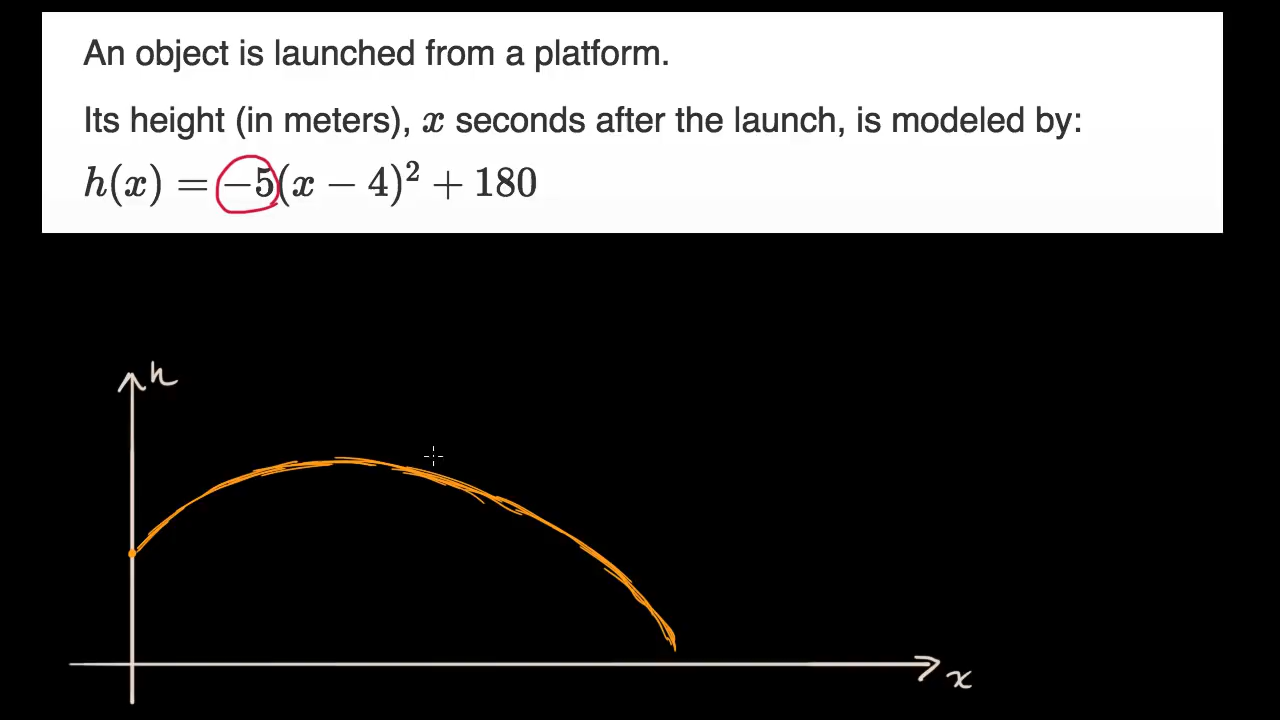 An object is launched from a platform.
Its height (in meters), x seconds after the launch, is modeled by:
h(x) = −5(x − 4)² + 180
h
x